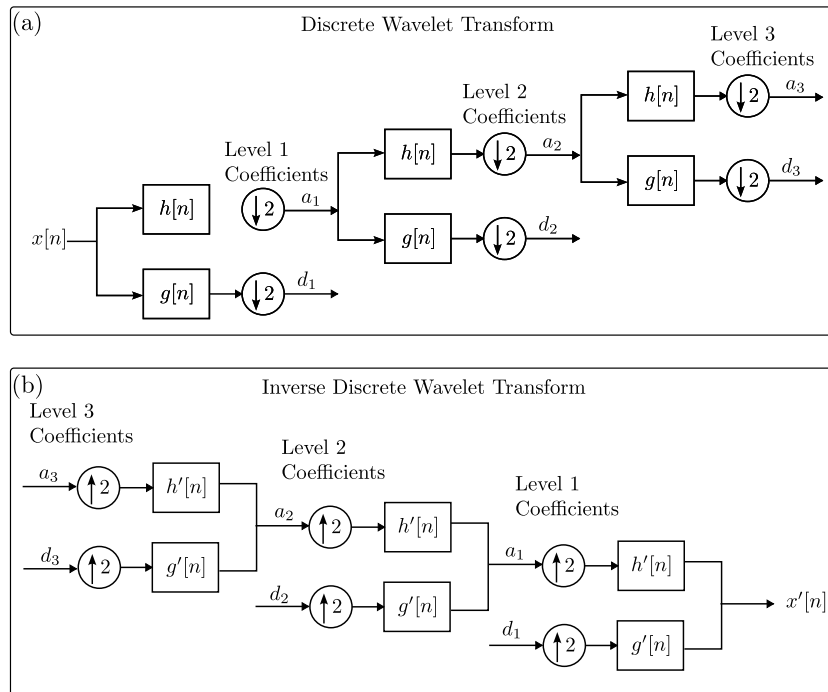 (a)
Discrete Wavelet Transform
Level 3
Coefficients
h[n]
↓2
a₃
Level 2
Coefficients
h[n]
↓2
a₂
g[n]
↓2
d₃
Level 1
Coefficients
h[n]
↓2
a₁
g[n]
↓2
d₂
x[n]
g[n]
↓2
d₁
(b)
Inverse Discrete Wavelet Transform
Level 3
Coefficients
a₃
↑2
h′[n]
d₃
↑2
g′[n]
Level 2
Coefficients
a₂
↑2
h′[n]
d₂
↑2
g′[n]
Level 1
Coefficients
a₁
↑2
h′[n]
d₁
↑2
g′[n]
x′[n]